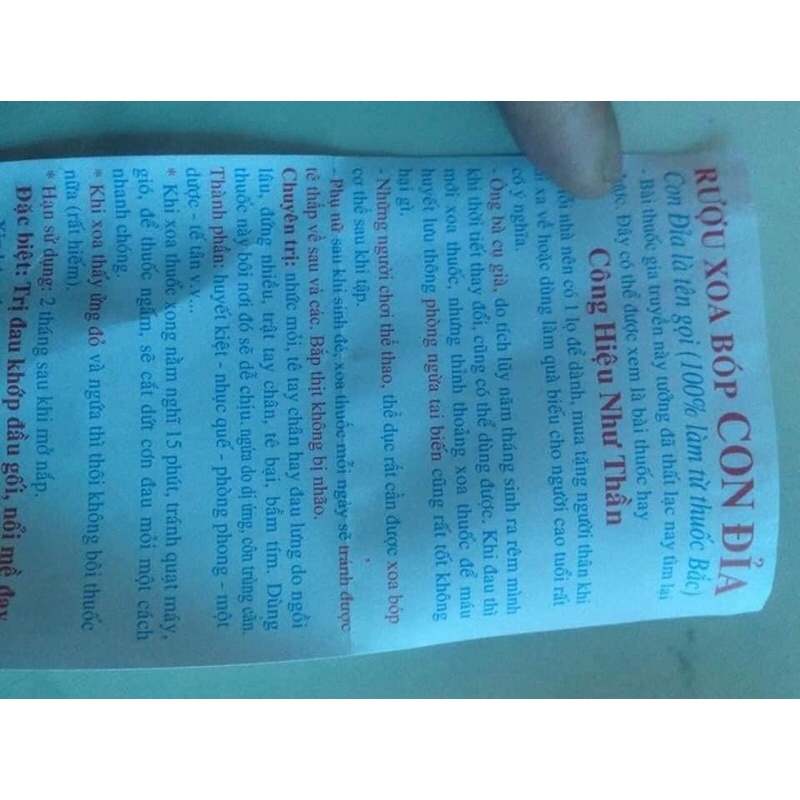 RƯỢU XOA BÓP CON ĐỈA
Con Đỉa là tên gọi (100% làm từ thuốc Bắc)
- Bài thuốc gia truyền này tưởng đã thất lạc nay tìm lại
được. Đây có thể được xem là bài thuốc hay
Công Hiệu Như Thần
nhà nên có 1 lọ để dành, mua tặng người thân khi
xa về hoặc dùng làm quà biếu cho người cao tuổi rất
có ý nghĩa.
- Ông bà cụ già, do tích lũy năm tháng sinh ra rêm mình
khi thời tiết thay đổi, cũng có thể dùng được. Khi đau thì
mới xoa thuốc, nhưng thỉnh thoảng xoa thuốc để máu
huyết lưu thông phòng ngừa tai biến cũng rất tốt không
hại gì.
- Những người chơi thể thao, thể dục rất cần được xoa bóp
cơ thể sau khi tập.
- Phụ nữ sau khi sinh đẻ, xoa thuốc mỗi ngày sẽ tránh được
tê thấp về sau và các. Bắp thịt không bị nhão.
Chuyên trị: nhức mỏi, tê tay chân hay đau lưng do ngồi
lâu, đứng nhiều, trật tay chân, tê bại, bầm tím. Dùng
thuốc này bôi nơi đó sẽ dễ chịu, ngứa do dị ứng, côn trùng cắn.
Thành phần: huyết kiệt - nhục quế - phòng phong - một
dược - tế tân v.v...
* Khi xoa thuốc xong nằm nghĩ 15 phút, tránh quạt máy,
gió, để thuốc ngấm, sẽ cắt dứt cơn đau mỏi một cách
nhanh chóng.
* Khi xoa thấy ửng đỏ và ngứa thì thôi không bôi thuốc
nữa (rất hiếm).
* Hạn sử dụng: 2 tháng sau khi mở nắp.
Đặc biệt: Trị đau khớp đầu gối, nổi mề đay